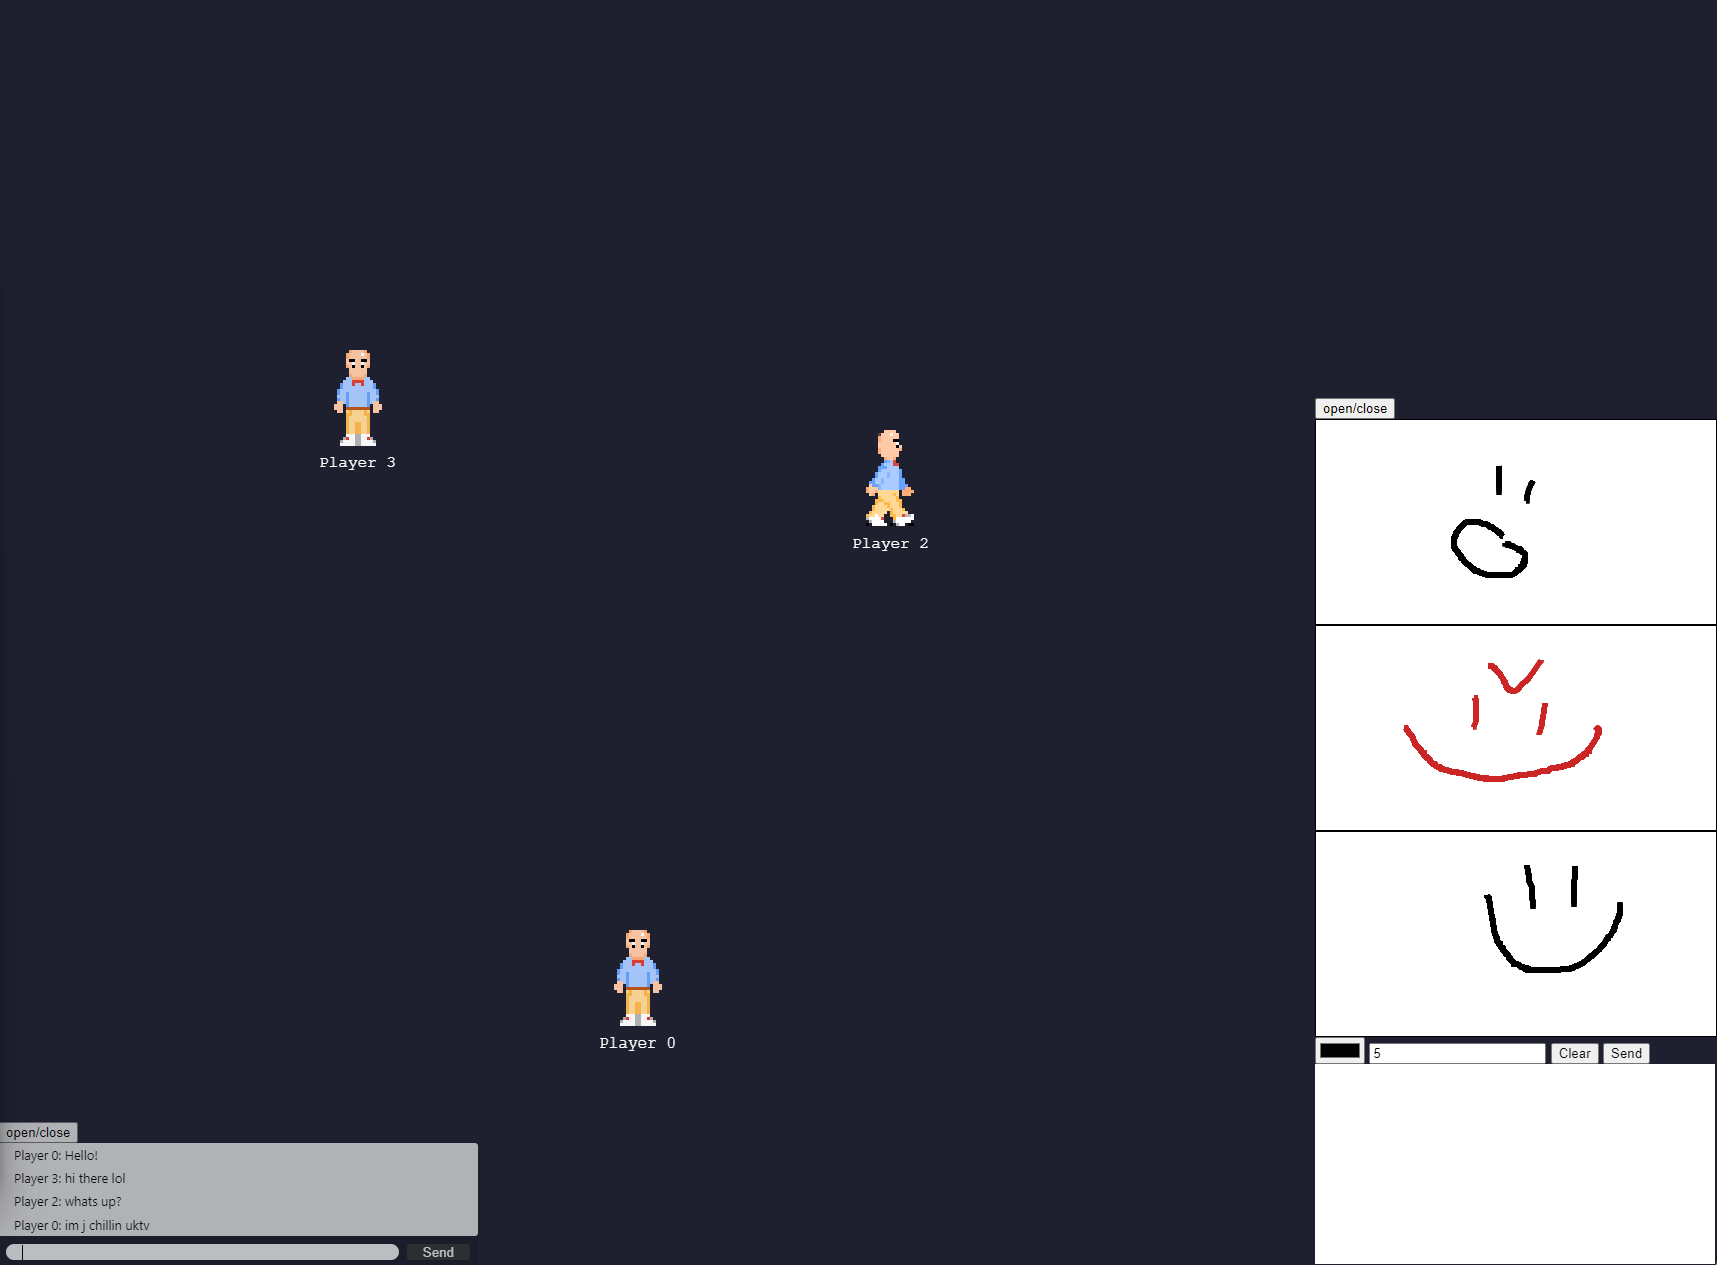 Player 3
Player 2
Player 0
open/close
Player 0: Hello!
Player 3: hi there lol
Player 2: whats up?
Player 0: im j chillin uktv
Send
open/close
5
Clear
Send